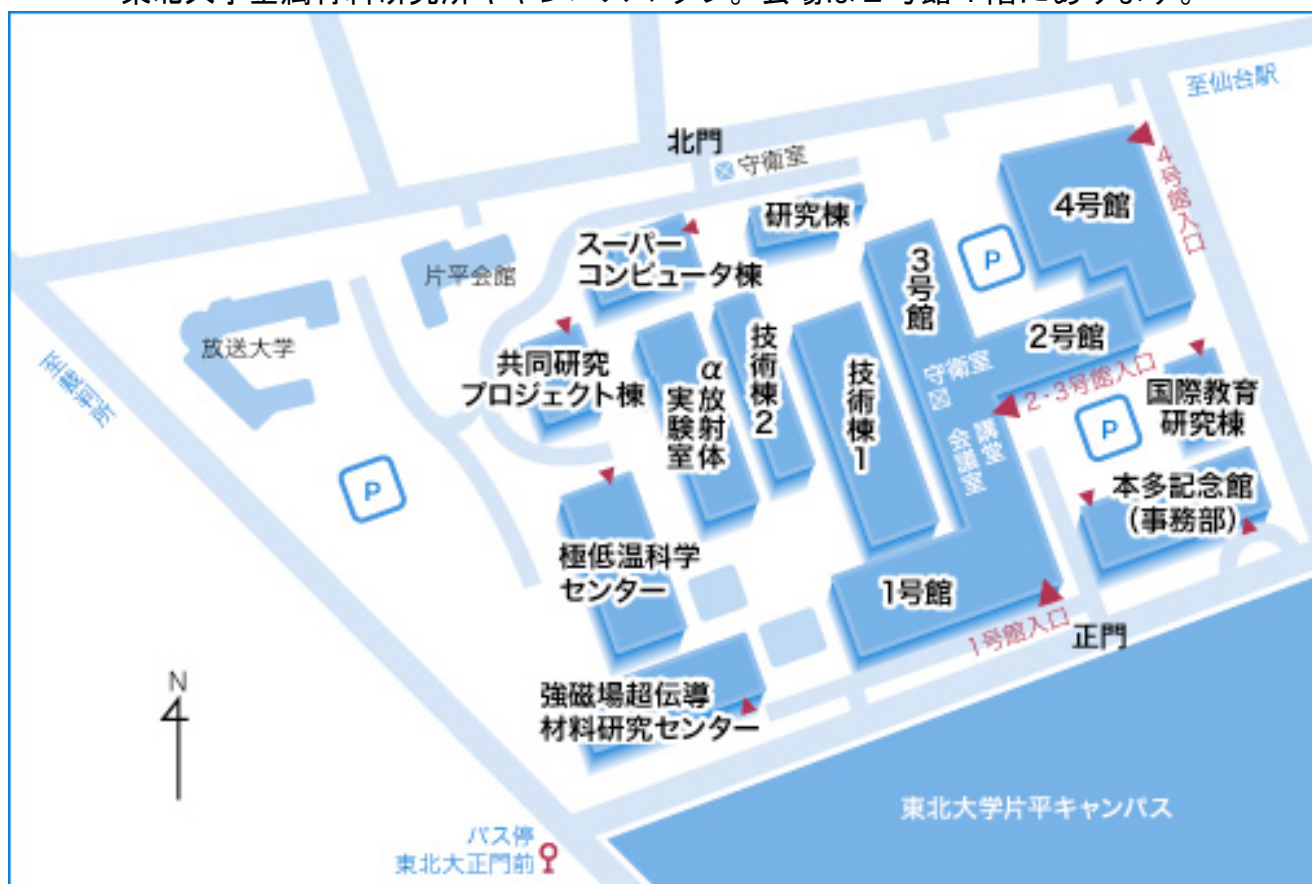 至仙台駅
北門
守衛室
4号館入口
4号館
研究棟
スーパー
コンピュータ棟
3号館
P
片平会館
放送大学
2号館
技術棟2
技術棟1
守衛室
2・3号館入口
共同研究
プロジェクト棟
α放射体
実験室
国際教育
研究棟
至裁判所
P
P
講堂
会議室
本多記念館
(事務部)
極低温科学
センター
1号館
1号館入口
正門
N
強磁場超伝導
材料研究センター
東北大学片平キャンパス
バス停
東北大正門前